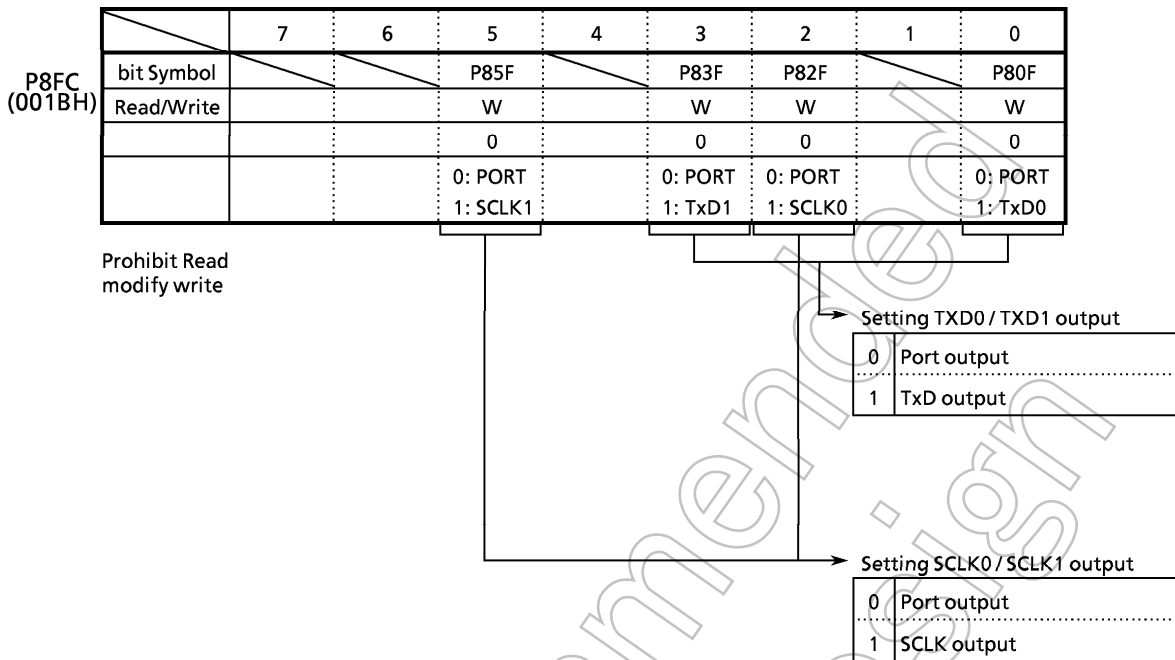 7 6 5 4 3 2 1 0
P8FC
(001BH)
bit Symbol P85F P83F P82F P80F
Read/Write W W W W
0 0 0 0
0: PORT 0: PORT 0: PORT 0: PORT
1: SCLK1 1: TxD1 1: SCLK0 1: TxD0
Prohibit Read
modify write
Setting TXD0 / TXD1 output
0 Port output
1 TxD output
Setting SCLK0 / SCLK1 output
0 Port output
1 SCLK output